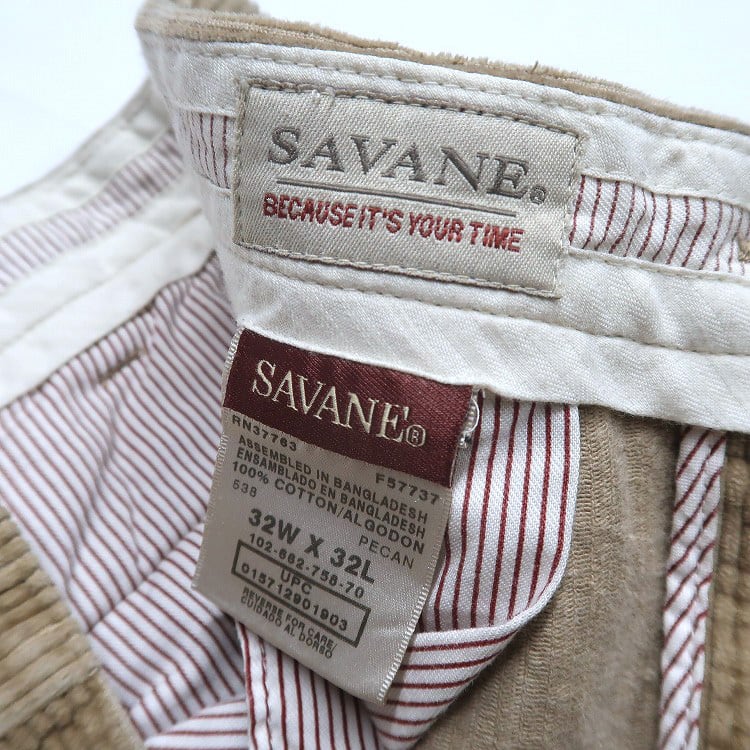 SAVANE®
BECAUSE IT'S YOUR TIME
SAVANE®
RN37763 F57737
ASSEMBLED IN BANGLADESH
ENSAMBLADO EN BANGLADESH
100% COTTON/ALGODON
538 PECAN
32W X 32L
102-662-758-70
UPC
015712901903
REVERSE FOR CARE/
CUIDADO AL DORSO